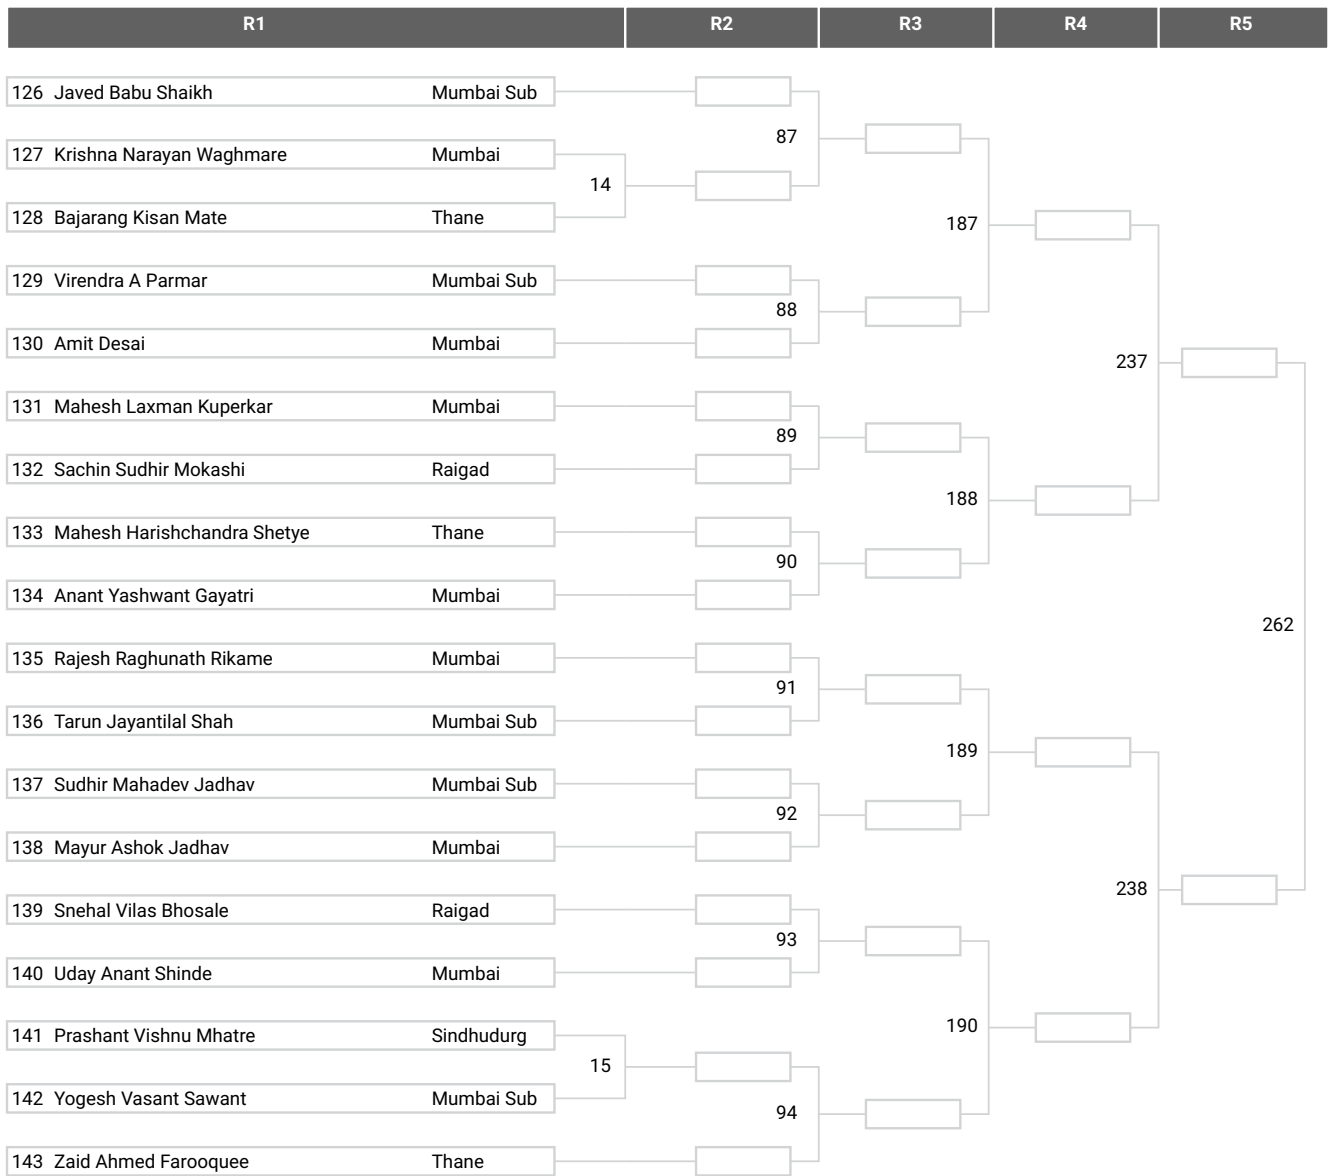 R1 R2 R3 R4 R5
126 Javed Babu Shaikh Mumbai Sub
87
127 Krishna Narayan Waghmare Mumbai
14
128 Bajarang Kisan Mate Thane
187
129 Virendra A Parmar Mumbai Sub
88
130 Amit Desai Mumbai
237
131 Mahesh Laxman Kuperkar Mumbai
89
132 Sachin Sudhir Mokashi Raigad
188
133 Mahesh Harishchandra Shetye Thane
90
134 Anant Yashwant Gayatri Mumbai
262
135 Rajesh Raghunath Rikame Mumbai
91
136 Tarun Jayantilal Shah Mumbai Sub
189
137 Sudhir Mahadev Jadhav Mumbai Sub
92
138 Mayur Ashok Jadhav Mumbai
238
139 Snehal Vilas Bhosale Raigad
93
140 Uday Anant Shinde Mumbai
190
141 Prashant Vishnu Mhatre Sindhudurg
15
142 Yogesh Vasant Sawant Mumbai Sub
94
143 Zaid Ahmed Farooquee Thane